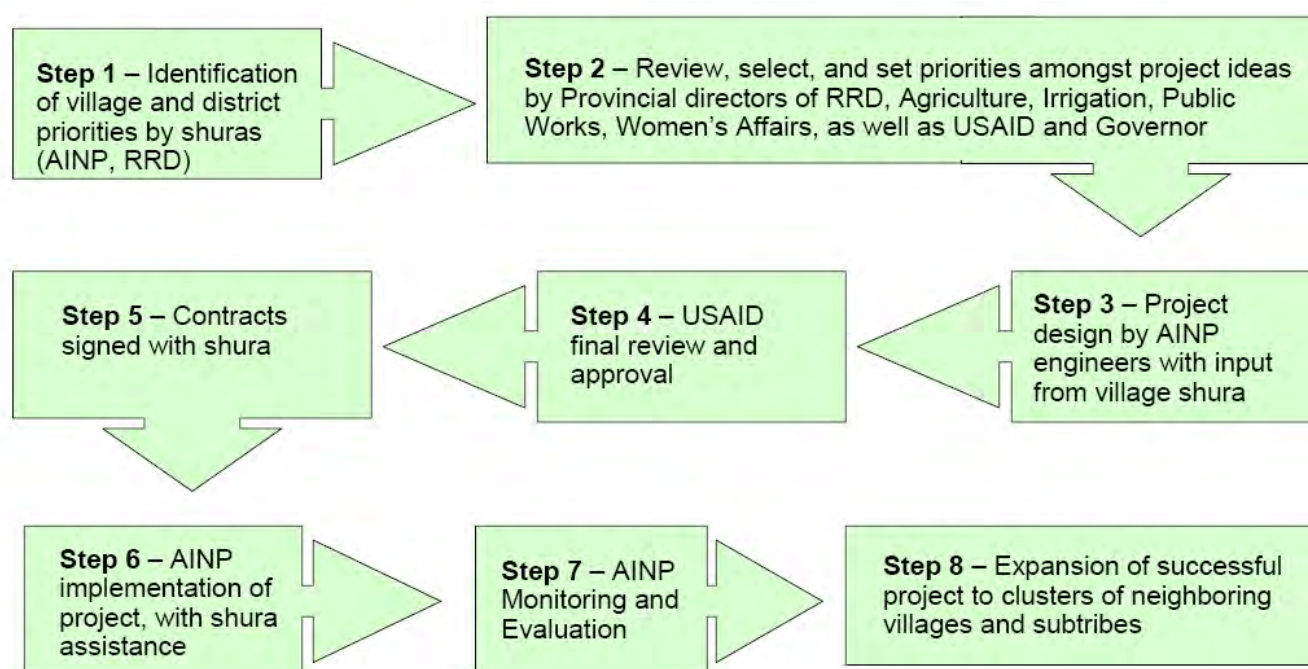 Step 1 – Identification
of village and district
priorities by shuras
(AINP, RRD)
Step 2 – Review, select, and set priorities amongst project ideas
by Provincial directors of RRD, Agriculture, Irrigation, Public
Works, Women's Affairs, as well as USAID and Governor
Step 3 – Project
design by AINP
engineers with input
from village shura
Step 4 – USAID
final review and
approval
Step 5 – Contracts
signed with shura
Step 6 – AINP
implementation of
project, with shura
assistance
Step 7 – AINP
Monitoring and
Evaluation
Step 8 – Expansion of successful
project to clusters of neighboring
villages and subtribes